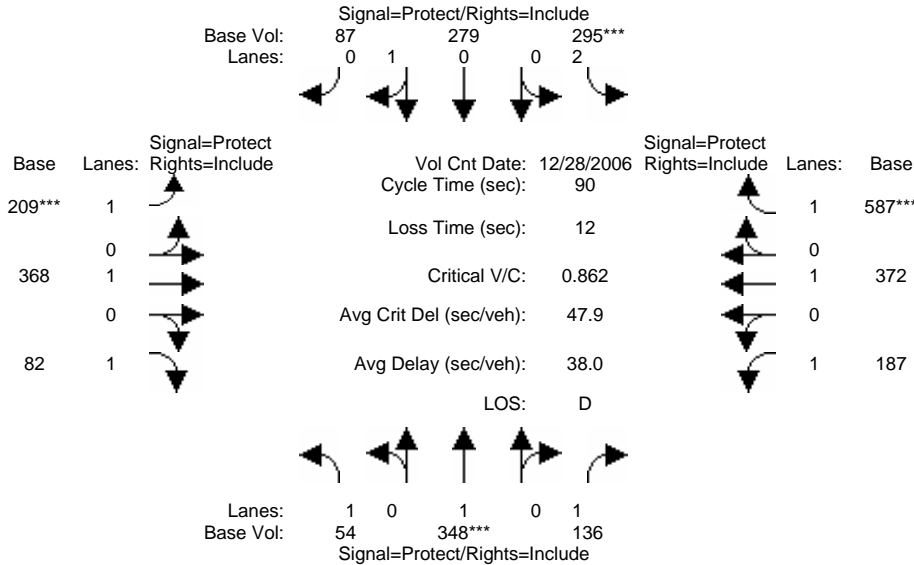 Signal=Protect/Rights=Include
Base Vol: 87 279 295***
Lanes: 0 1 0 0 2
Signal=Protect Signal=Protect
Base Lanes: Rights=Include Vol Cnt Date: 12/28/2006 Rights=Include Lanes: Base
Cycle Time (sec): 90
209*** 1 1 587***
Loss Time (sec): 12
0 0
368 1 Critical V/C: 0.862 1 372
0 Avg Crit Del (sec/veh): 47.9 0
82 1 Avg Delay (sec/veh): 38.0 1 187
LOS: D
Lanes: 1 0 1 0 1
Base Vol: 54 348*** 136
Signal=Protect/Rights=Include